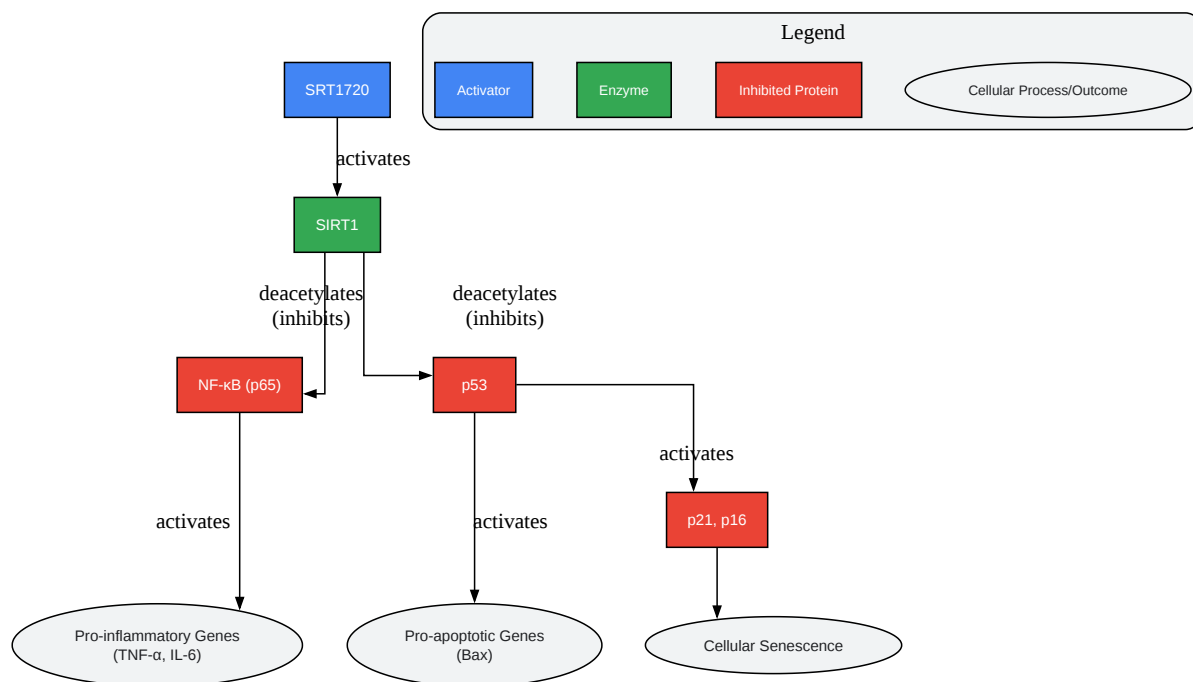 Legend
SRT1720
Activator
Enzyme
Inhibited Protein
Cellular Process/Outcome
activates
SIRT1
deacetylates
(inhibits)
deacetylates
(inhibits)
NF-κB (p65)
p53
activates
p21, p16
activates
activates
Pro-inflammatory Genes
(TNF-α, IL-6)
Pro-apoptotic Genes
(Bax)
Cellular Senescence